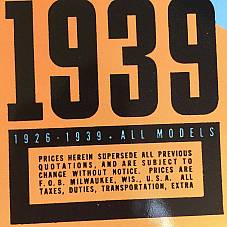 1939
1926-1939 • ALL MODELS
PRICES HEREIN SUPERSEDE ALL PREVIOUS
QUOTATIONS, AND ARE SUBJECT TO
CHANGE WITHOUT NOTICE. PRICES ARE
F.O.B. MILWAUKEE, WIS., U.S.A. ALL
TAXES, DUTIES, TRANSPORTATION, EXTRA